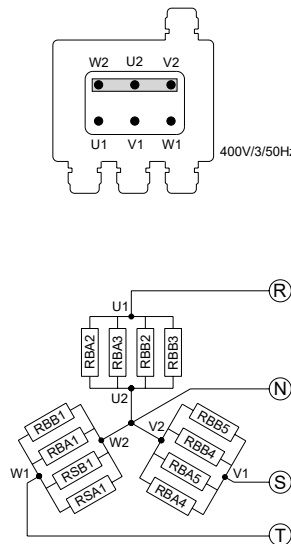 W2 U2 V2
U1 V1 W1
400V/3/50Hz
U1
R
RBA2 RBA3 RBB2 RBB3
U2
N
RBB1
RBA1
RSB1
RSA1
W2
W1
V2
RBB5
RBB4
RBA5
RBA4
V1
S
T